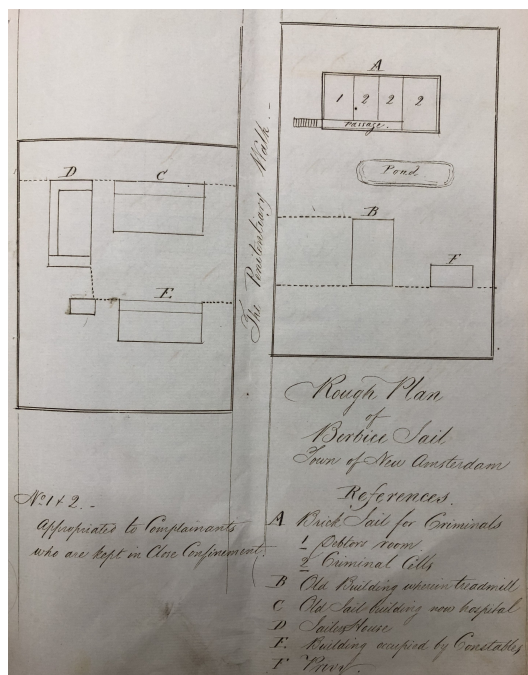 A
1 2 2 2
Passage.
Pond
B
F
D
C
E
The Penitentiary Walk.-
Rough Plan
of
Berbice Jail
Town of New Amsterdam
No. 1 & 2.-
Appropriated to Complainants
who are kept in Close Confinement.
References.
A Brick Jail for Criminals
1 Debtors room
2 Criminal Cells
B Old Building wherein treadmill
C Old Jail building now hospital
D Jailers House
E. Building occupied by Constables
F Privy.